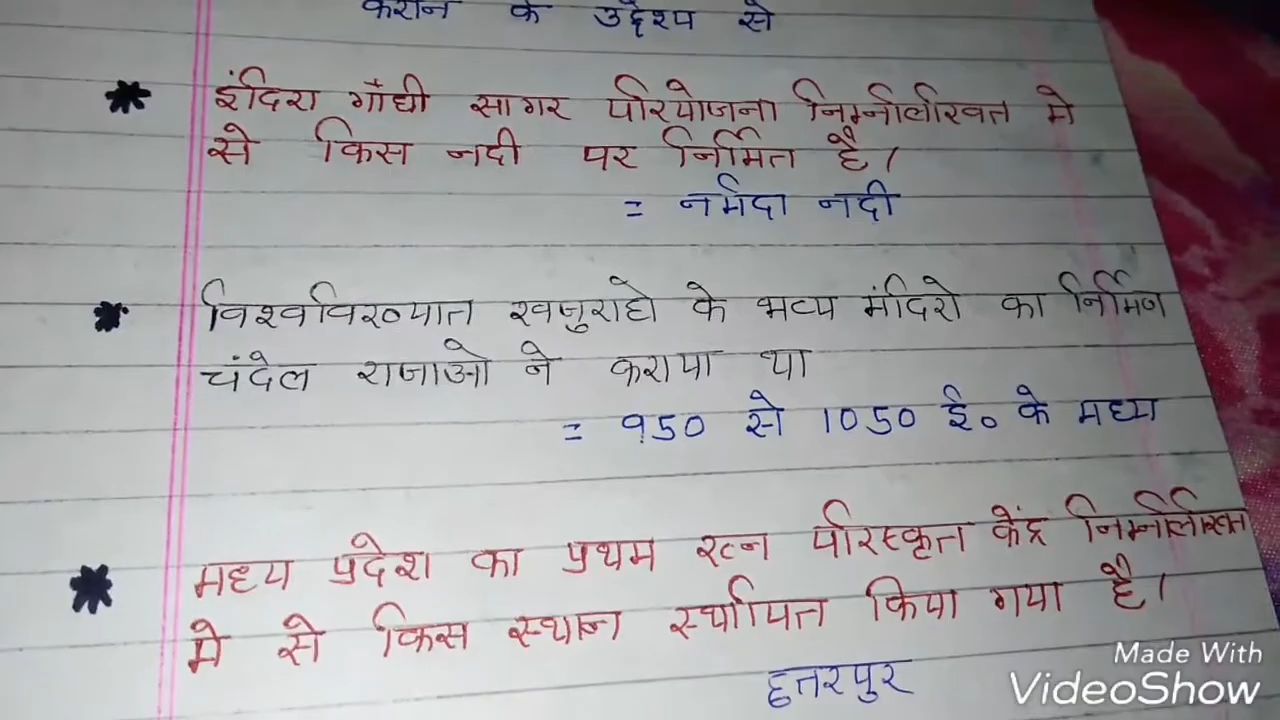 करान के उद्देश्य से
* इंदिरा गाँधी सागर परियोजना निम्नलिखित मे
से किस नदी पर निर्मित है।
= नर्मदा नदी
* विश्वविख्यात खजुराहो के भव्य मंदिरो का निर्माण
चंदेल राजाओ ने कराया था
= 950 से 1050 ई० के मध्य
* मध्य प्रदेश का प्रथम रत्न परिस्कृत केंद्र निम्नलिखित
मे से किस स्थान स्थापित किया गया है।
छतरपुर
Made With
VideoShow